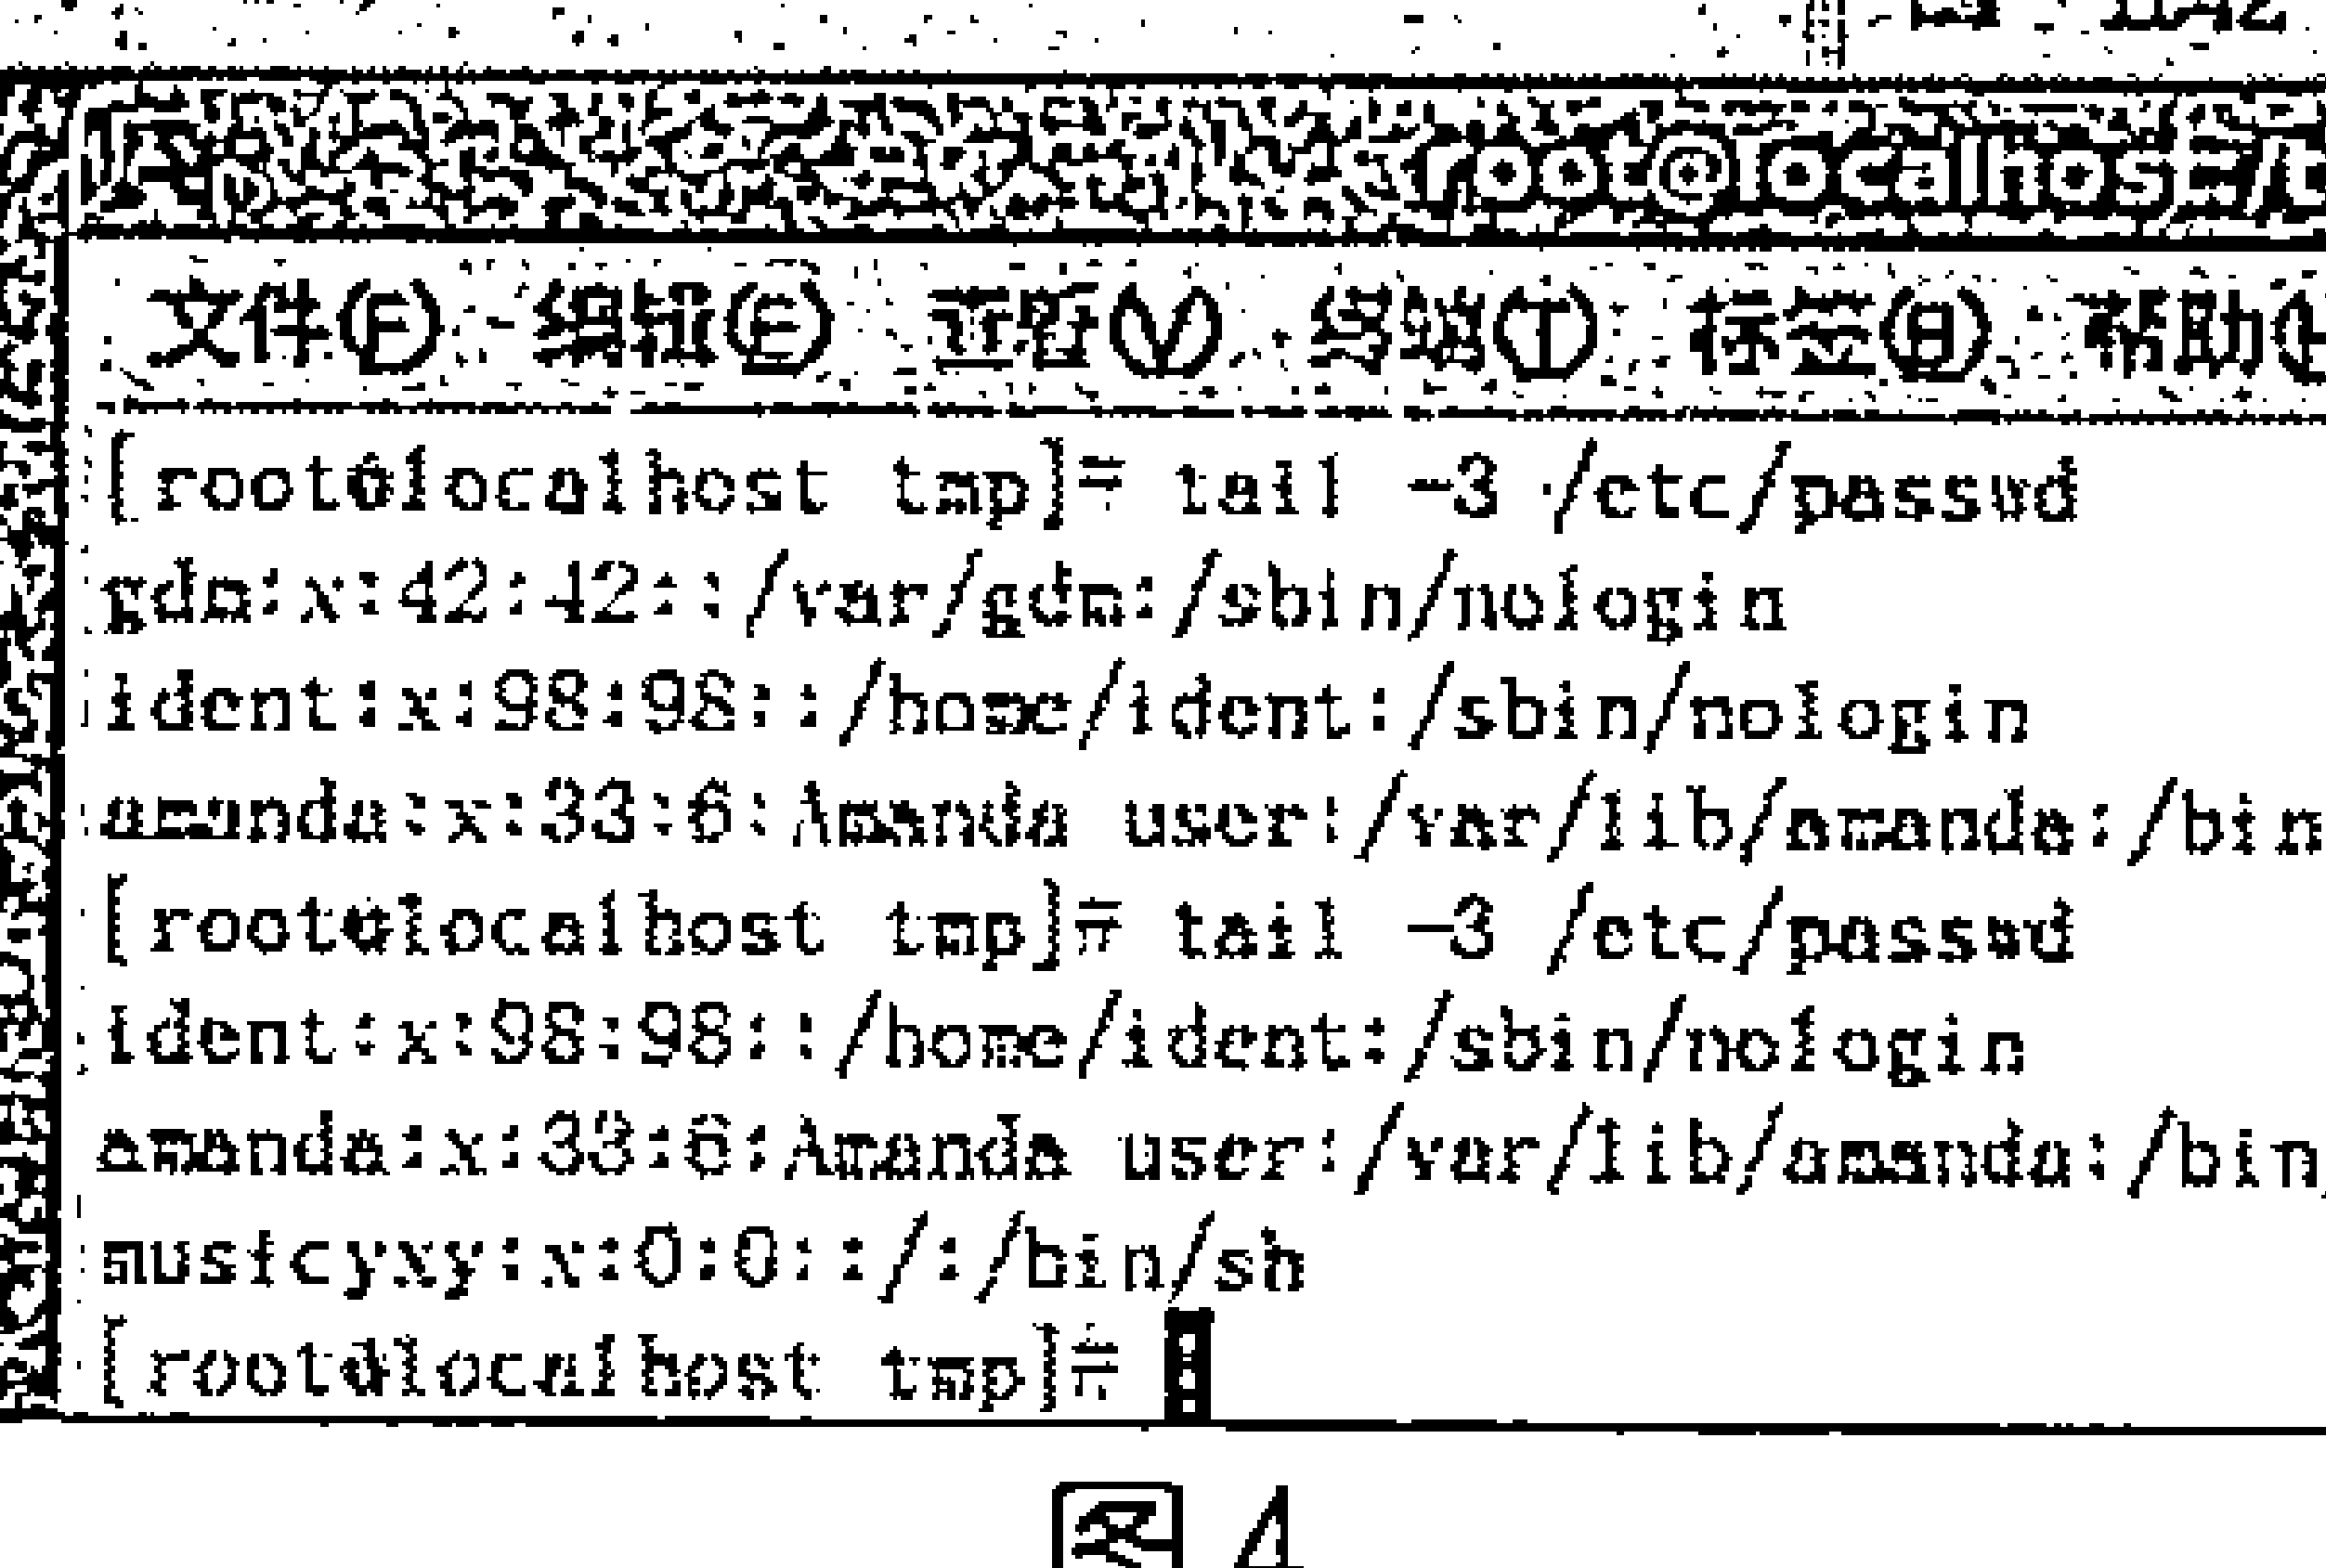 root@localhost:/t
文件(F) 编辑(E) 查看(V) 终端(T) 标签(B) 帮助(H
[root@localhost tmp]# tail -3 /etc/passwd
gdm:x:42:42::/var/gdm:/sbin/nologin
ident:x:98:98::/home/ident:/sbin/nologin
amanda:x:33:6:Amanda user:/var/lib/amanda:/bin
[root@localhost tmp]# tail -3 /etc/passwd
ident:x:98:98::/home/ident:/sbin/nologin
amanda:x:33:6:Amanda user:/var/lib/amanda:/bin/
musicyxy:x:0:0::/:/bin/sh
[root@localhost tmp]#
图 4